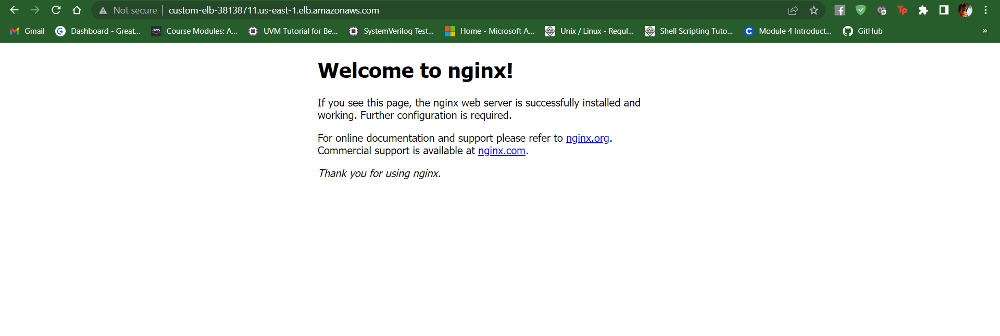 Not secure | custom-elb-38138711.us-east-1.elb.amazonaws.com
Gmail Dashboard - Great... aws Course Modules: A... UVM Tutorial for Be... SystemVerilog Test... Home - Microsoft A... Unix / Linux - Regul... Shell Scripting Tuto... Module 4 Introduct... GitHub »
Welcome to nginx!
If you see this page, the nginx web server is successfully installed and
working. Further configuration is required.
For online documentation and support please refer to nginx.org.
Commercial support is available at nginx.com.
Thank you for using nginx.